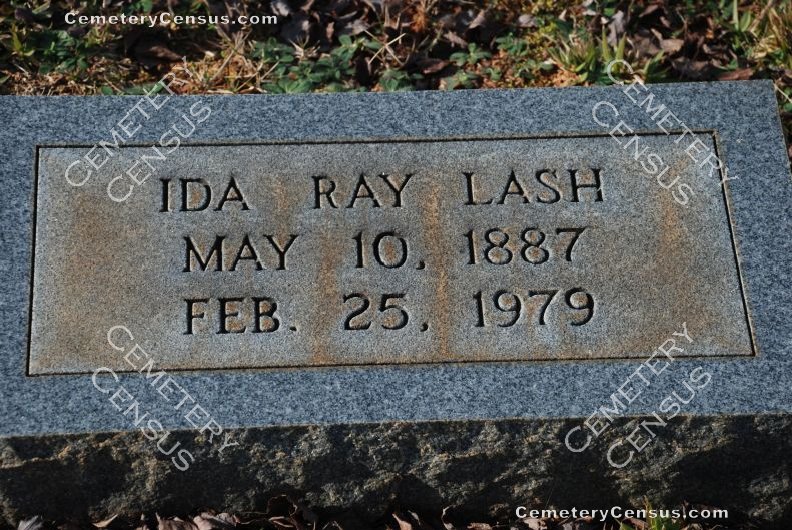 CemeteryCensus.com
CEMETERY CENSUS
CEMETERY CENSUS
IDA RAY LASH
MAY 10, 1887
FEB. 25, 1979
CEMETERY CENSUS
CEMETERY CENSUS
CemeteryCensus.com